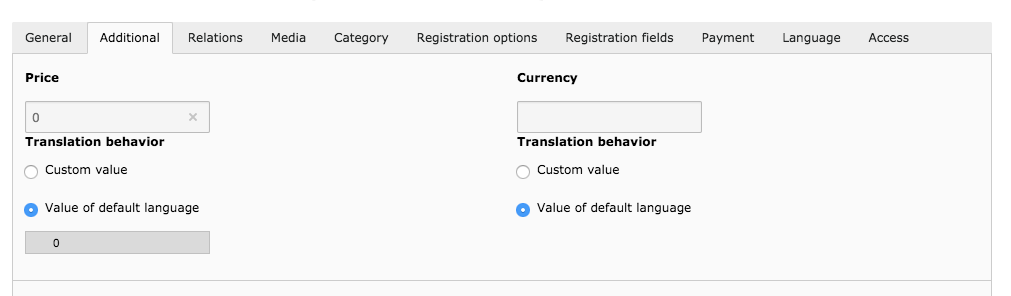 General Additional Relations Media Category Registration options Registration fields Payment Language Access
Price Currency
0 ×
Translation behavior Translation behavior
Custom value Custom value
Value of default language Value of default language
0